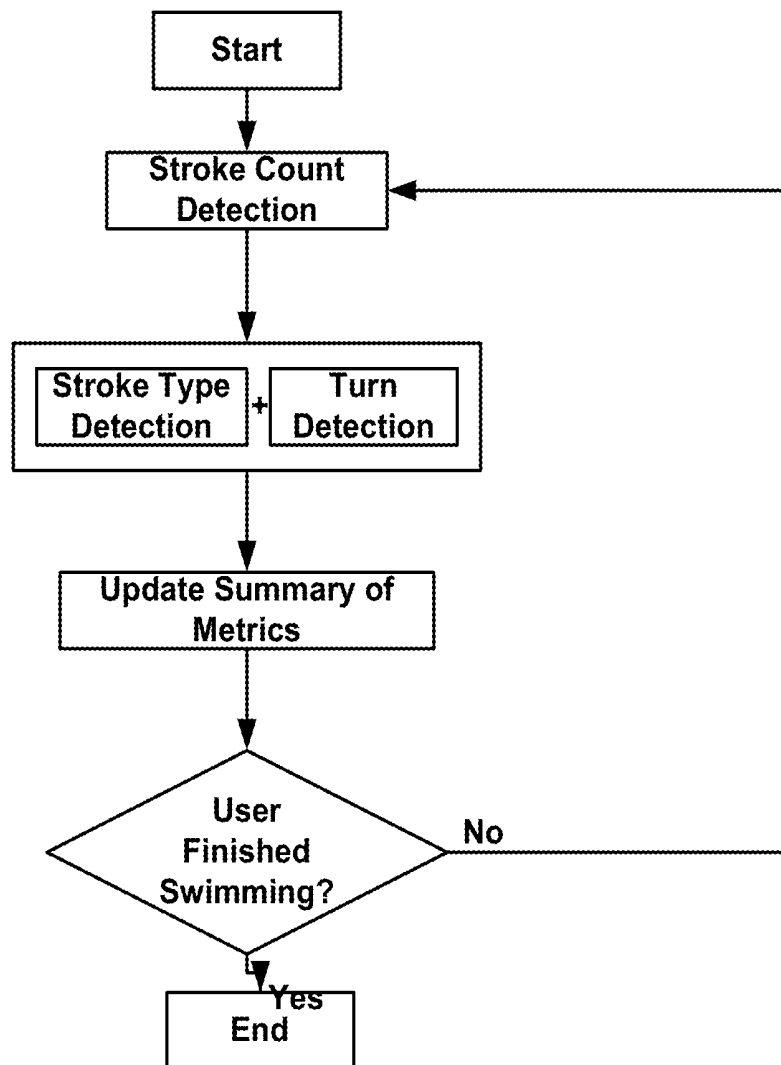 Start
Stroke Count
Detection
Stroke Type
Detection
+
Turn
Detection
Update Summary of
Metrics
User
Finished
Swimming?
No
Yes
End